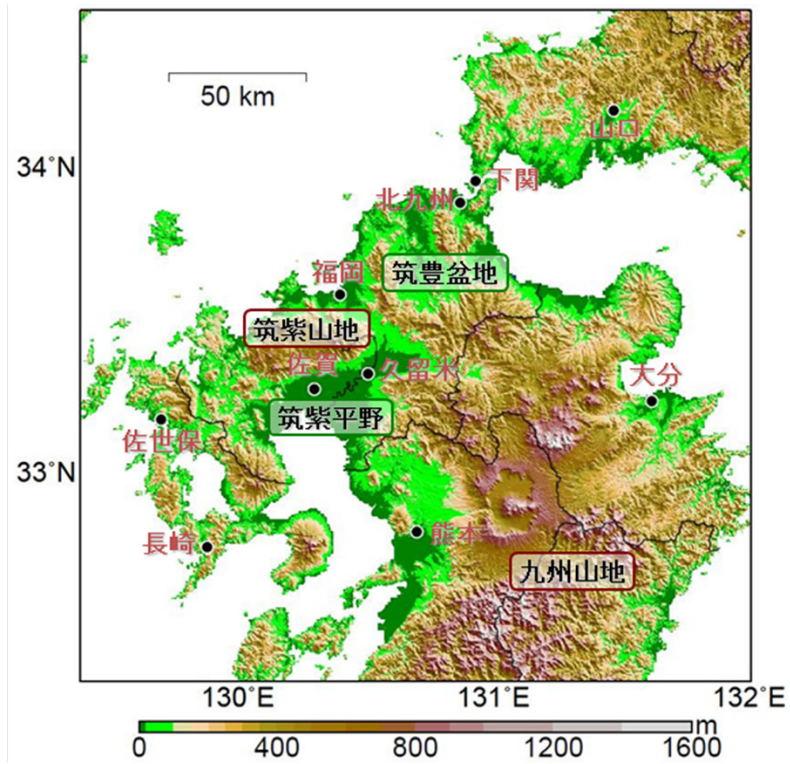 50 km
山口
34°N
下関
北九州
筑豊盆地
福岡
筑紫山地
佐賀
久留米
大分
筑紫平野
佐世保
33°N
熊本
長崎
九州山地
130°E
131°E
132°E
0
400
800
1200
1600
m